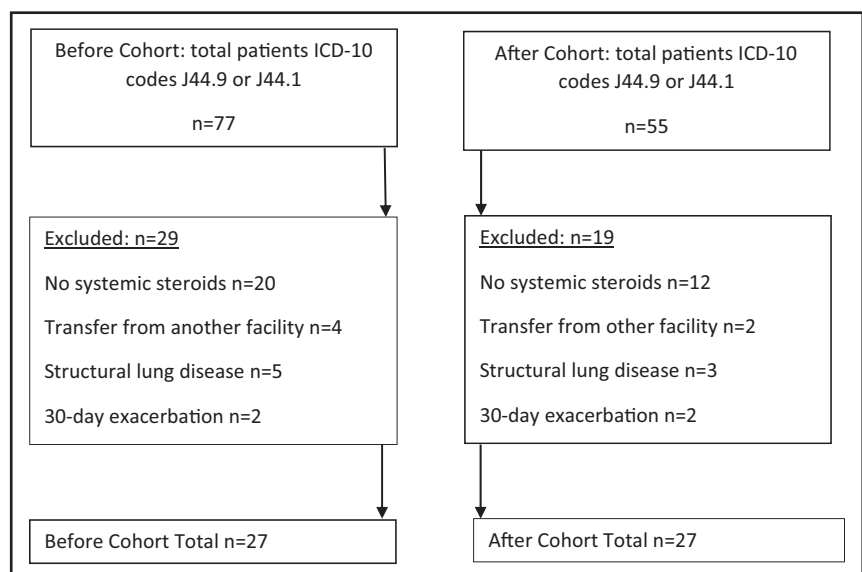 Before Cohort: total patients ICD-10
codes J44.9 or J44.1
n=77
After Cohort: total patients ICD-10
codes J44.9 or J44.1
n=55
Excluded: n=29
No systemic steroids n=20
Transfer from another facility n=4
Structural lung disease n=5
30-day exacerbation n=2
Excluded: n=19
No systemic steroids n=12
Transfer from other facility n=2
Structural lung disease n=3
30-day exacerbation n=2
Before Cohort Total n=27
After Cohort Total n=27